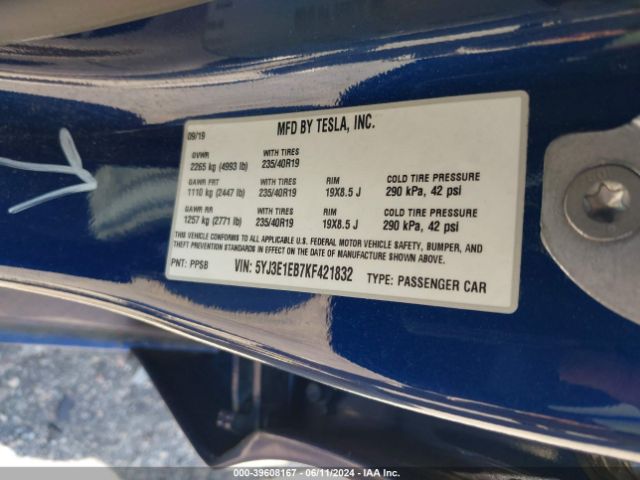 09/19 MFD BY TESLA, INC.
GVWR WITH TIRES
2265 kg (4993 lb) 235/40R19
GAWR FRT WITH TIRES RIM COLD TIRE PRESSURE
1110 kg (2447 lb) 235/40R19 19X8.5 J 290 kPa, 42 psi
GAWR RR WITH TIRES RIM COLD TIRE PRESSURE
1257 kg (2771 lb) 235/40R19 19X8.5 J 290 kPa, 42 psi
THIS VEHICLE CONFORMS TO ALL APPLICABLE U.S. FEDERAL MOTOR VEHICLE SAFETY, BUMPER, AND
THEFT PREVENTION STANDARDS IN EFFECT ON THE DATE OF MANUFACTURE SHOWN ABOVE.
PNT: PPSB VIN: 5YJ3E1EB7KF421832 TYPE: PASSENGER CAR
000-39608167 - 06/11/2024 - IAA Inc.